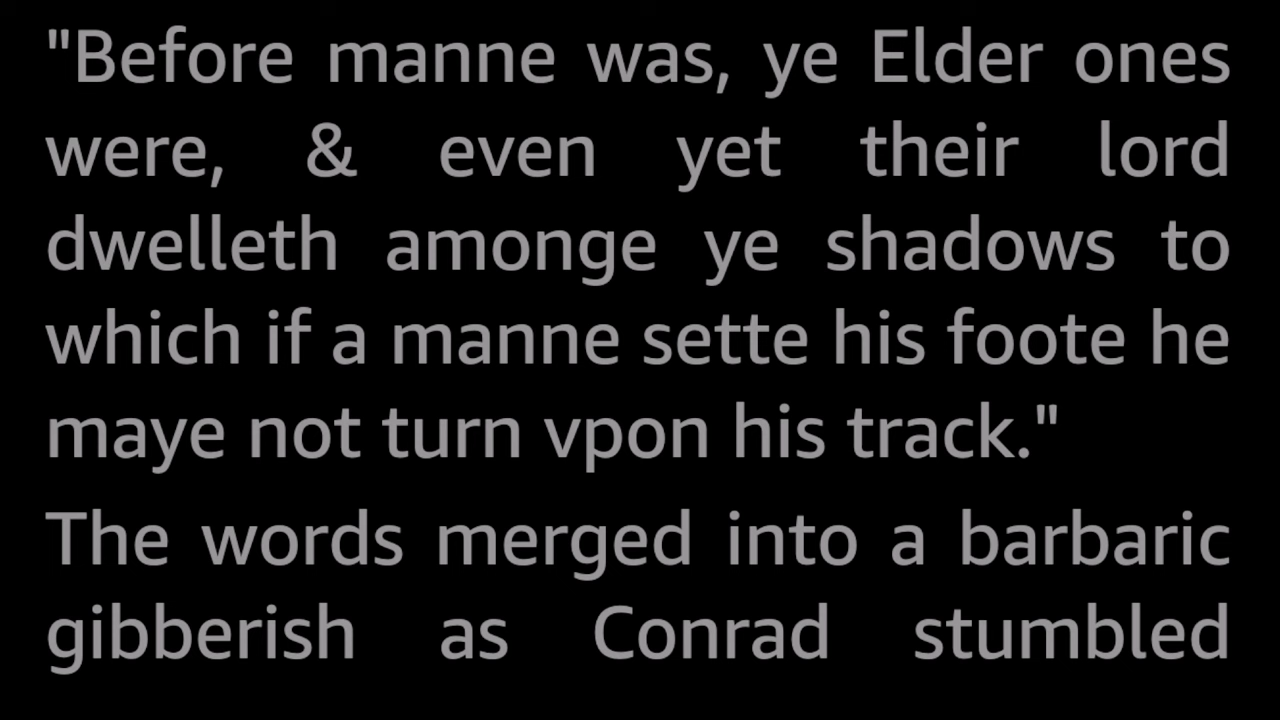 "Before manne was, ye Elder ones
were, & even yet their lord
dwelleth amonge ye shadows to
which if a manne sette his foote he
maye not turn vpon his track."
The words merged into a barbaric
gibberish as Conrad stumbled